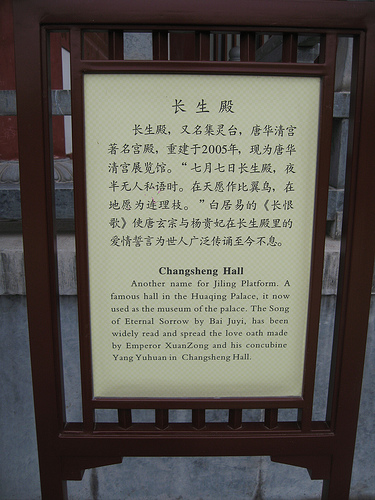 长生殿
长生殿，又名集灵台，唐华清宫
著名宫殿，重建于2005年，现为唐华
清宫展览馆。“七月七日长生殿，夜
半无人私语时。在天愿作比翼鸟，在
地愿为连理枝。”白居易的《长恨
歌》使唐玄宗与杨贵妃在长生殿里的
爱情誓言为世人广泛传诵至今不息。
Changsheng Hall
Another name for Jiling Platform. A
famous hall in the Huaqing Palace, it now
used as the museum of the palace. The Song
of Eternal Sorrow by Bai Juyi, has been
widely read and spread the love oath made
by Emperor XuanZong and his concubine
Yang Yuhuan in Changsheng Hall.